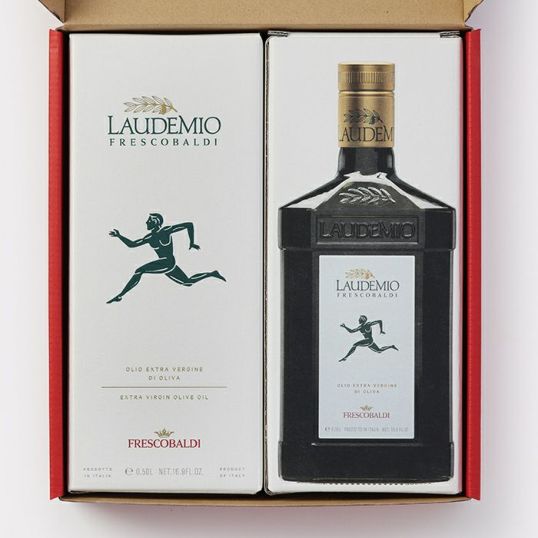 LAUDEMIO
FRESCOBALDI
OLIO EXTRA VERGINE
DI OLIVA
EXTRA VIRGIN OLIVE OIL
FRESCOBALDI
PRODOTTO
IN ITALIA
℮ 0,50L NET.16.9FL.OZ.
PRODUCT
OF ITALY
LAUDEMIO
LAUDEMIO
LAUDEMIO
FRESCOBALDI
OLIO EXTRA VERGINE
DI OLIVA
FRESCOBALDI